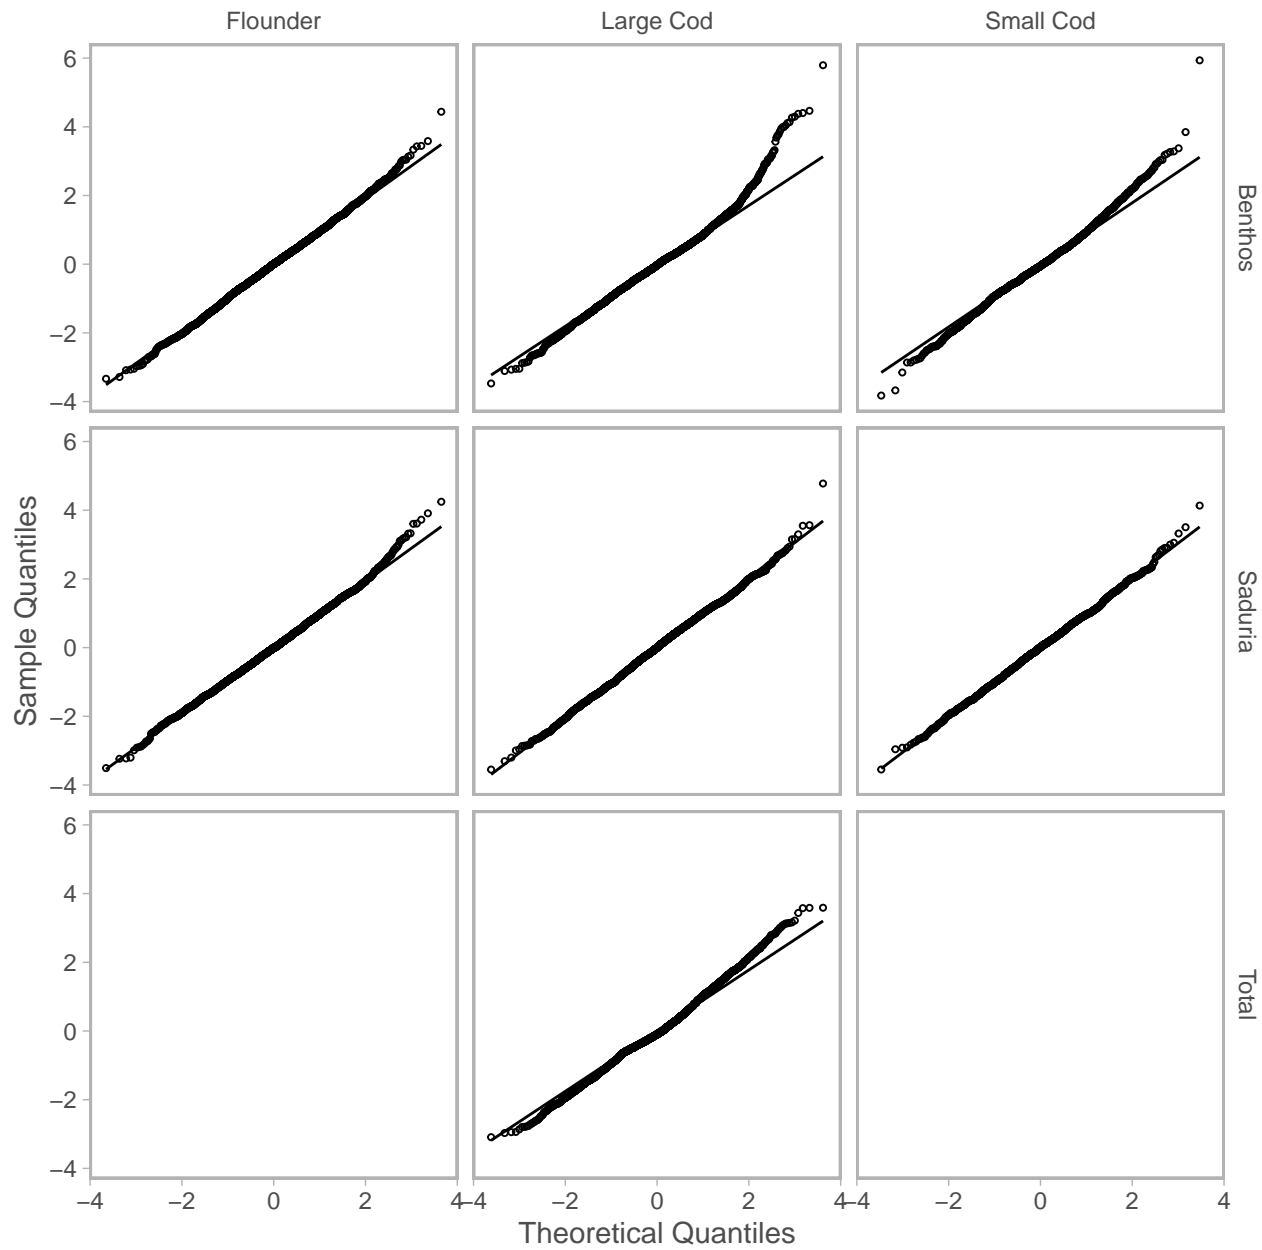 Flounder Large Cod Small Cod
6
4
2
0
−2
−4
Benthos
6
4
2
0
−2
−4
Saduria
6
4
2
0
−2
−4
Total
Sample Quantiles
−4 −2 0 2 4 −4 −2 0 2 4 −4 −2 0 2 4
Theoretical Quantiles